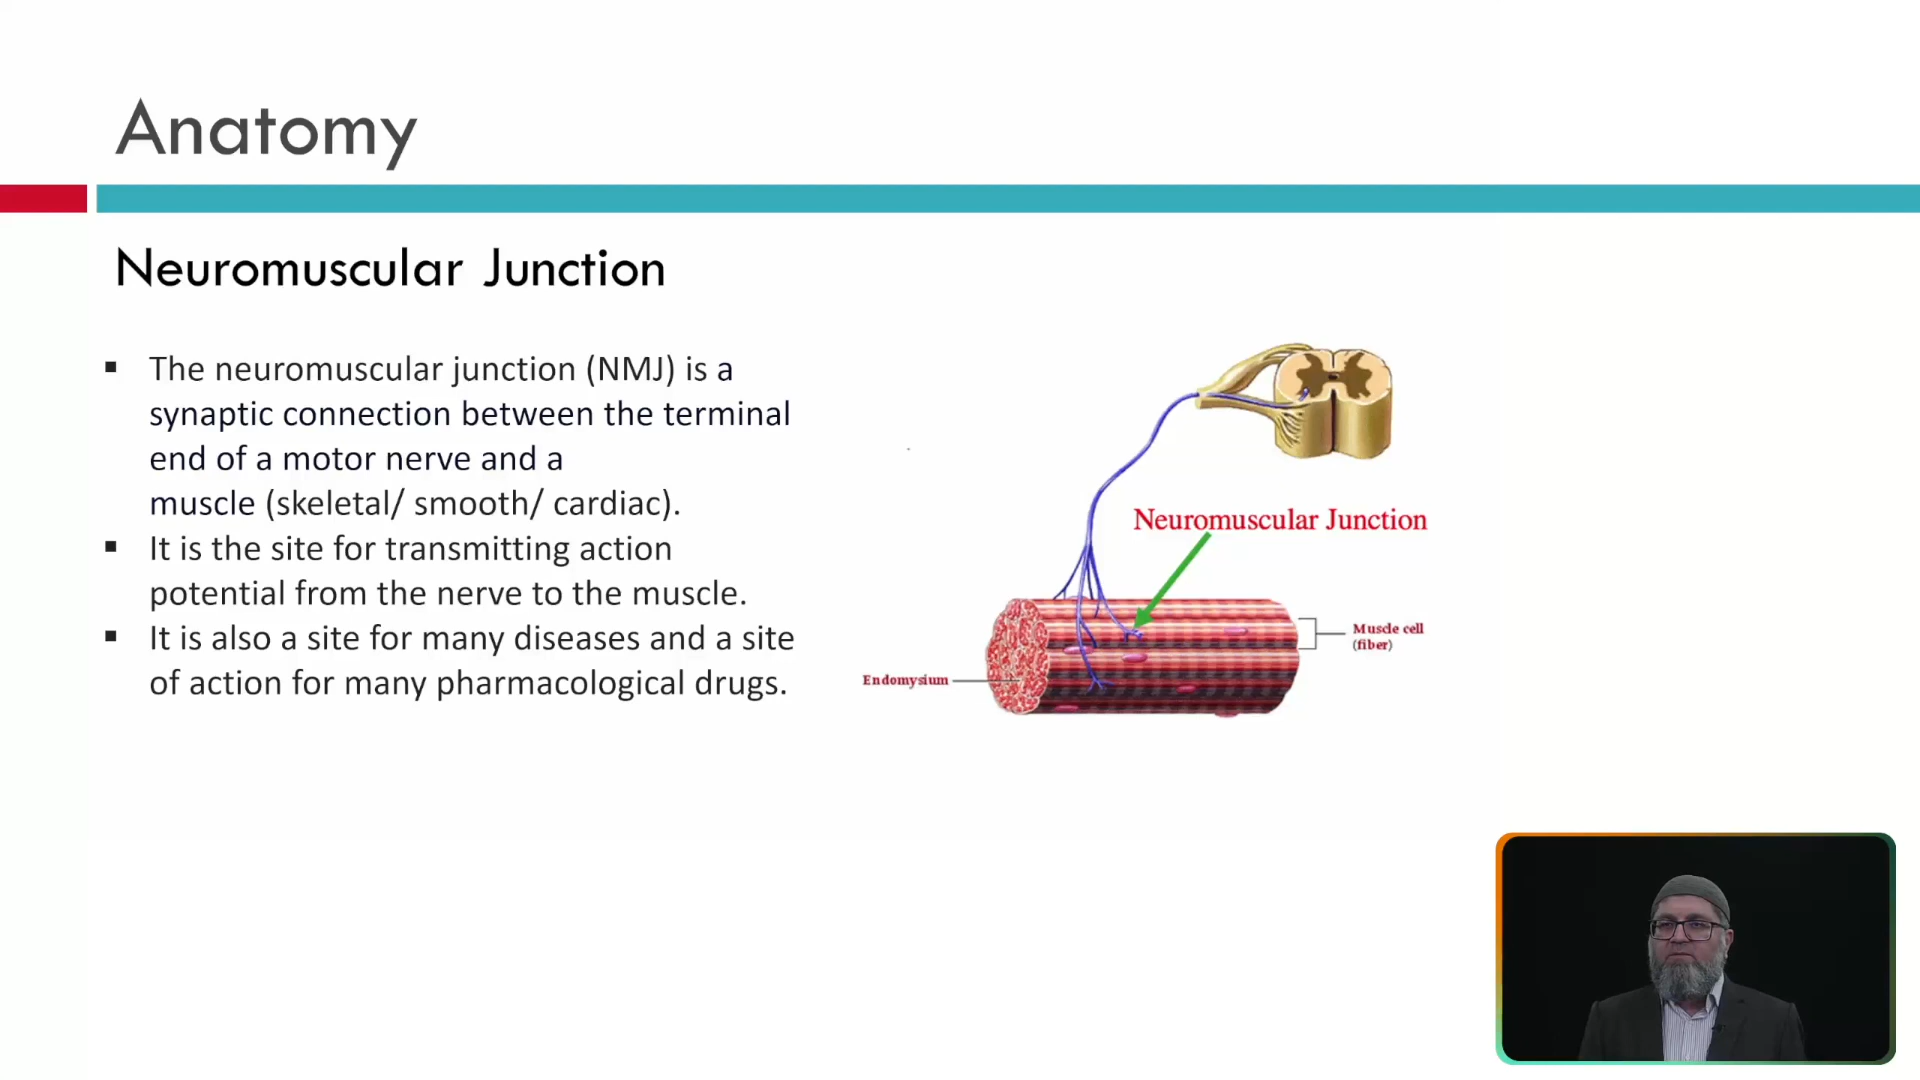 Anatomy
Neuromuscular Junction
▪ The neuromuscular junction (NMJ) is a
synaptic connection between the terminal
end of a motor nerve and a
muscle (skeletal/ smooth/ cardiac).
▪ It is the site for transmitting action
potential from the nerve to the muscle.
▪ It is also a site for many diseases and a site
of action for many pharmacological drugs.
Neuromuscular Junction
Muscle cell
(fiber)
Endomysium